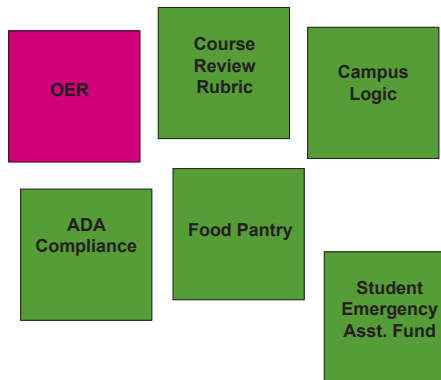 OER
Course
Review
Rubric
Campus
Logic
ADA
Compliance
Food Pantry
Student
Emergency
Asst. Fund